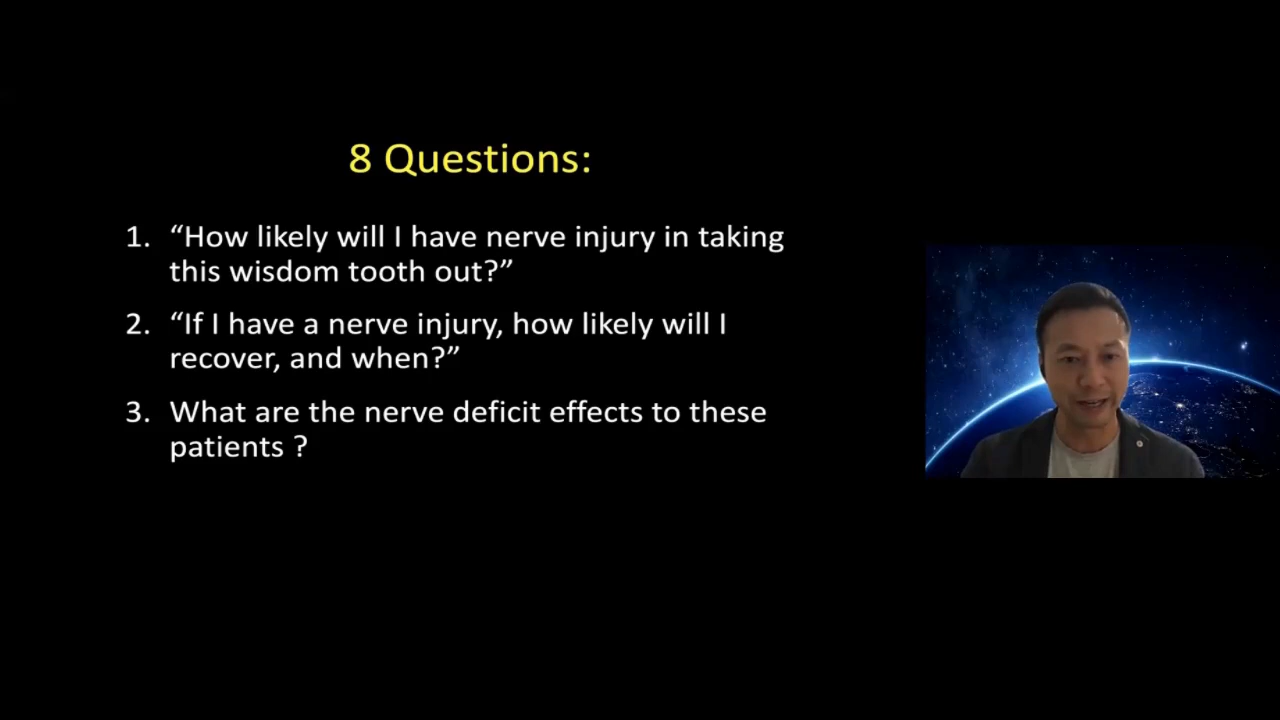 8 Questions:
1. “How likely will I have nerve injury in taking
this wisdom tooth out?”
2. “If I have a nerve injury, how likely will I
recover, and when?”
3. What are the nerve deficit effects to these
patients ?